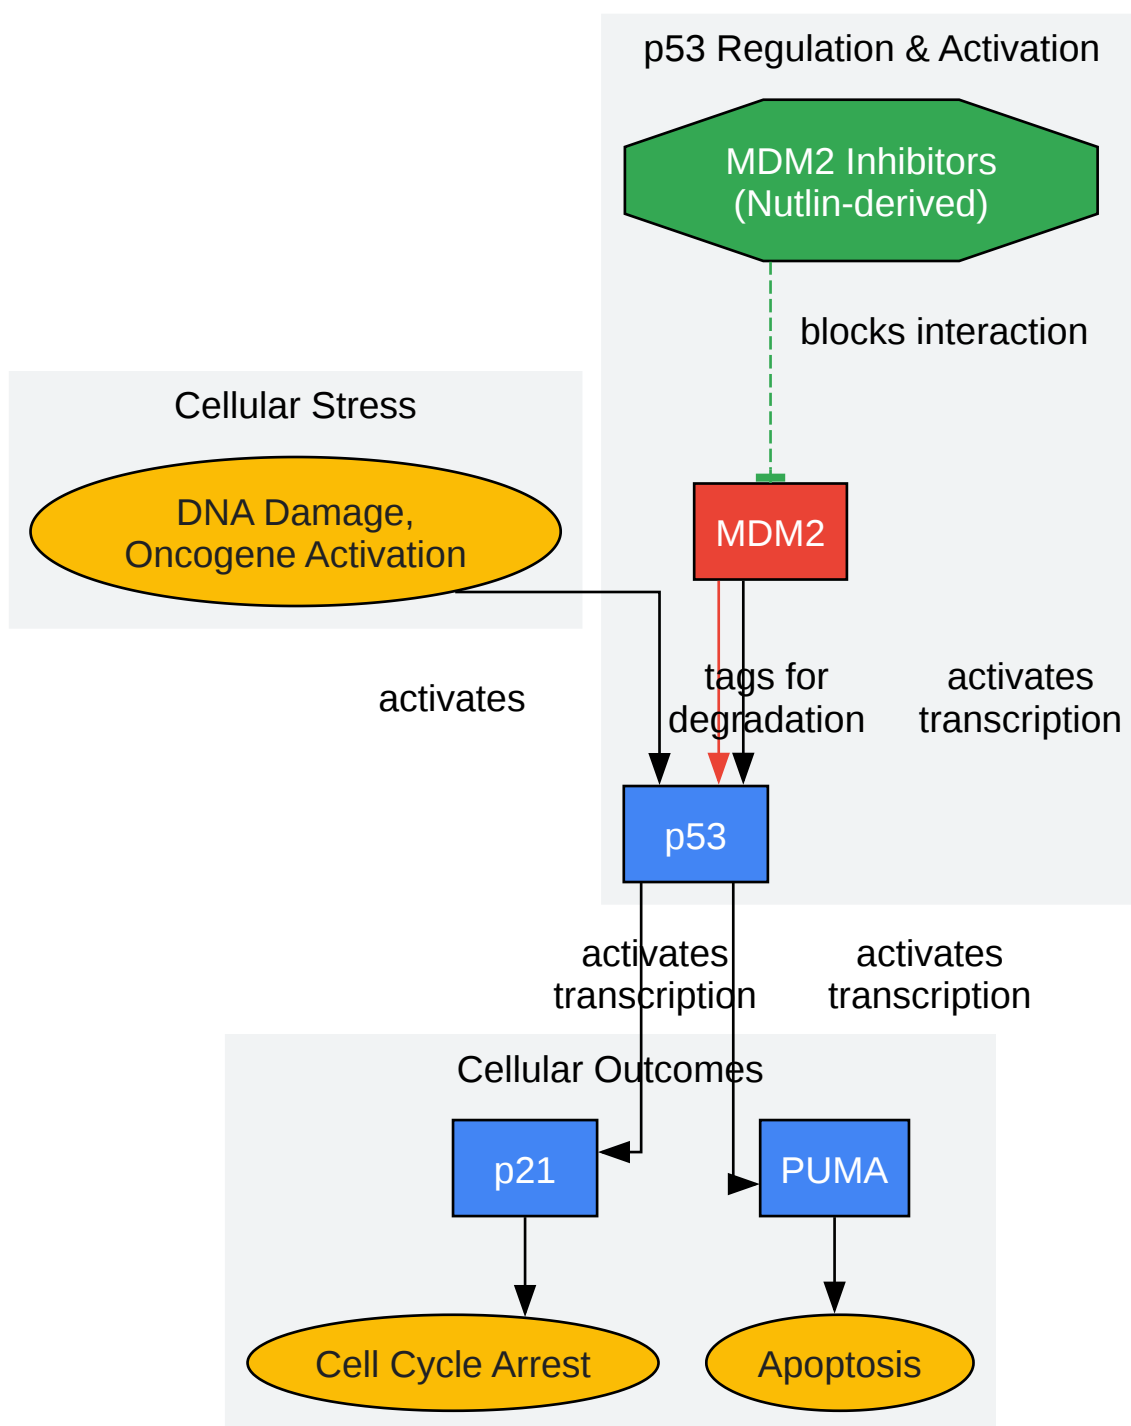 p53 Regulation & Activation
MDM2 Inhibitors
(Nutlin-derived)
blocks interaction
Cellular Stress
DNA Damage,
Oncogene Activation
MDM2
activates
tags for
degradation
activates
transcription
p53
activates
transcription
activates
transcription
Cellular Outcomes
p21
PUMA
Cell Cycle Arrest
Apoptosis